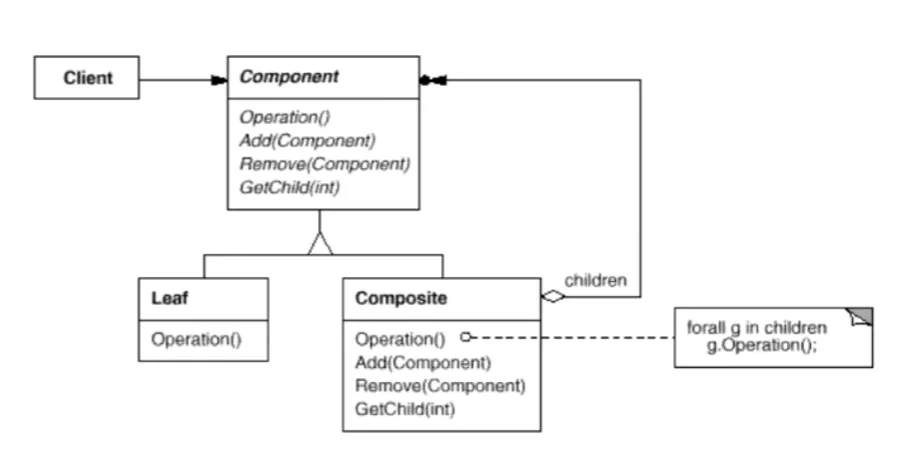 Client
Component
Operation()
Add(Component)
Remove(Component)
GetChild(int)
children
Leaf
Operation()
Composite
Operation()
Add(Component)
Remove(Component)
GetChild(int)
forall g in children
g.Operation();